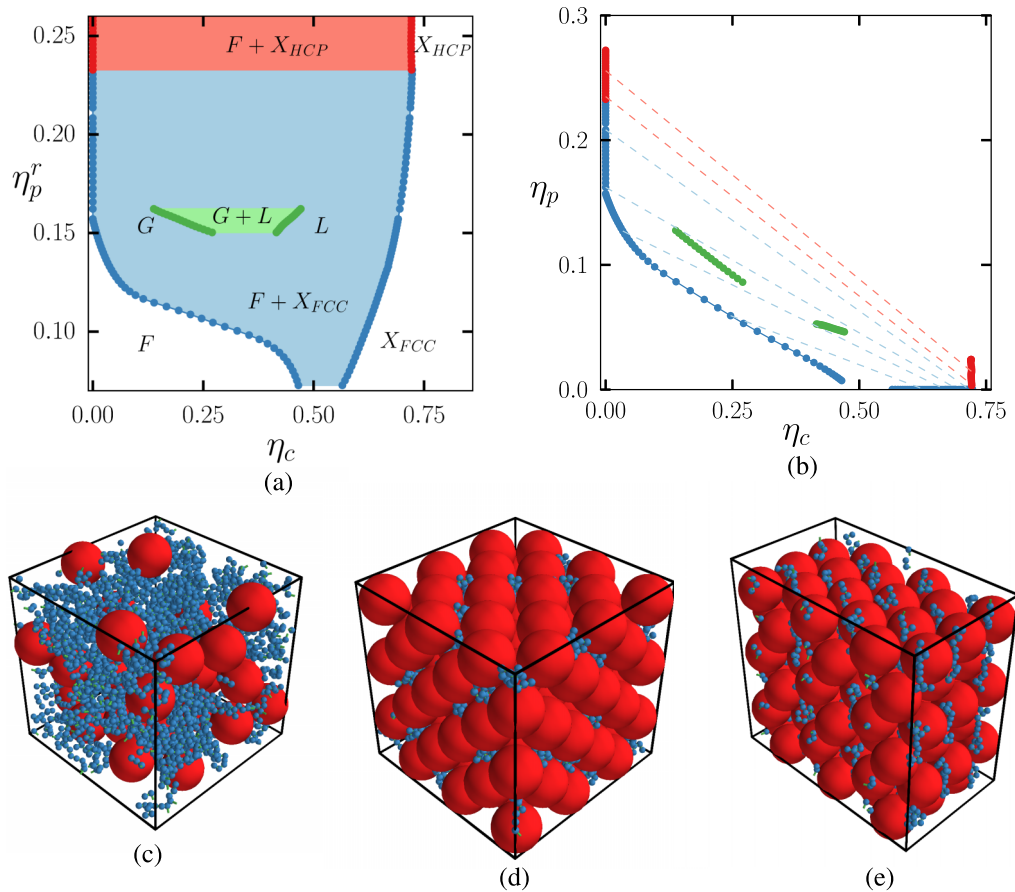 0.25
0.20
0.15
0.10
η_p^r
F + X_{HCP}
X_{HCP}
G
G + L
L
F + X_{FCC}
F
X_{FCC}
0.00 0.25 0.50 0.75
η_c
(a)
0.3
0.2
0.1
0.0
η_p
0.00 0.25 0.50 0.75
η_c
(b)
(c)
(d)
(e)